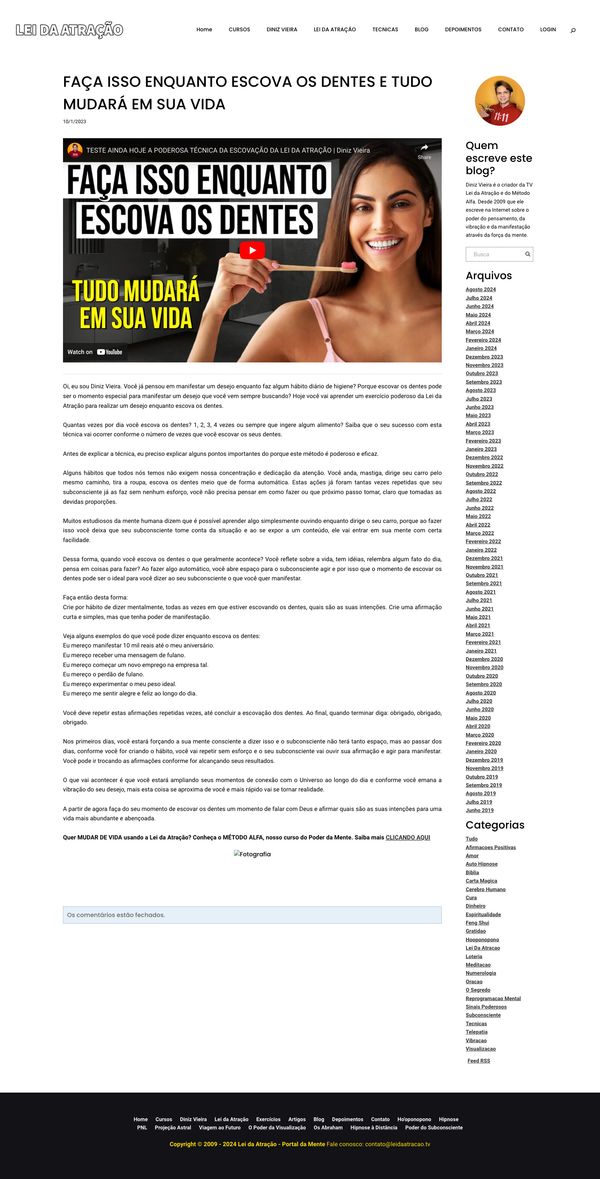 LEI DA ATRAÇÃO
Home CURSOS DINIZ VIEIRA LEI DA ATRAÇÃO TECNICAS BLOG DEPOIMENTOS CONTATO LOGIN
FAÇA ISSO ENQUANTO ESCOVA OS DENTES E TUDO
MUDARÁ EM SUA VIDA
10/1/2023
TESTE AINDA HOJE A PODEROSA TÉCNICA DA ESCOVAÇÃO DA LEI DA ATRAÇÃO | Diniz Vieira
Share
FAÇA ISSO ENQUANTO
ESCOVA OS DENTES
TUDO MUDARÁ
EM SUA VIDA
Watch on YouTube
Oi, eu sou Diniz Vieira. Você já pensou em manifestar um desejo enquanto faz algum hábito diário de higiene? Porque escovar os dentes pode
ser o momento especial para manifestar um desejo que você vem sempre buscando? Hoje você vai aprender um exercício poderoso da Lei da
Atração para realizar um desejo enquanto escova os dentes.
Quantas vezes por dia você escova os dentes? 1, 2, 3, 4 vezes ou sempre que ingere algum alimento? Saiba que o seu sucesso com esta
técnica vai ocorrer conforme o número de vezes que você escovar os seus dentes.
Antes de explicar a técnica, eu preciso explicar alguns pontos importantes do porque este método é poderoso e eficaz.
Alguns hábitos que todos nós temos não exigem nossa concentração e dedicação da atenção. Você anda, mastiga, dirige seu carro pelo
mesmo caminho, tira a roupa, escova os dentes meio que de forma automática. Estas ações já foram tantas vezes repetidas que seu
subconsciente já as faz sem nenhum esforço, você não precisa pensar em como fazer ou que próximo passo tomar, claro que tomadas as
devidas proporções.
Muitos estudiosos da mente humana dizem que é possível aprender algo simplesmente ouvindo enquanto dirige o seu carro, porque ao fazer
isso você deixa que seu subconsciente tome conta da situação e ao se expor a um conteúdo, ele vai entrar em sua mente com certa
facilidade.
Dessa forma, quando você escova os dentes o que geralmente acontece? Você reflete sobre a vida, tem idéias, relembra algum fato do dia,
pensa em coisas para fazer? Ao fazer algo automático, você abre espaço para o subconsciente agir e por isso que o momento de escovar os
dentes pode ser o ideal para você dizer ao seu subconsciente o que você quer manifestar.
Faça então desta forma:
Crie por hábito de dizer mentalmente, todas as vezes em que estiver escovando os dentes, quais são as suas intenções. Crie uma afirmação
curta e simples, mas que tenha poder de manifestação.
Veja alguns exemplos do que você pode dizer enquanto escova os dentes:
Eu mereço manifestar 10 mil reais até o meu aniversário.
Eu mereço receber uma mensagem de fulano.
Eu mereço começar um novo emprego na empresa tal.
Eu mereço o perdão de fulano.
Eu mereço experimentar o meu peso ideal.
Eu mereço me sentir alegre e feliz ao longo do dia.
Você deve repetir estas afirmações repetidas vezes, até concluir a escovação dos dentes. Ao final, quando terminar diga: obrigado, obrigado,
obrigado.
Nos primeiros dias, você estará forçando a sua mente consciente a dizer isso e o subconsciente não terá tanto espaço, mas ao passar dos
dias, conforme você for criando o hábito, você vai repetir sem esforço e o seu subconsciente vai ouvir sua afirmação e agir para manifestar.
Você pode ir trocando as afirmações conforme for alcançando seus resultados.
O que vai acontecer é que você estará ampliando seus momentos de conexão com o Universo ao longo do dia e conforme você emana a
vibração do seu desejo, mais esta coisa se aproxima de você e mais rápido vai se tornar realidade.
A partir de agora faça do seu momento de escovar os dentes um momento de falar com Deus e afirmar quais são as suas intenções para uma
vida mais abundante e abençoada.
Quer MUDAR DE VIDA usando a Lei da Atração? Conheça o MÉTODO ALFA, nosso curso do Poder da Mente. Saiba mais CLICANDO AQUI
Fotografia
Os comentários estão fechados.
11:11
Quem
escreve este
blog?
Diniz Vieira é o criador da TV
Lei da Atração e do Método
Alfa. Desde 2009 que ele
escreve na Internet sobre o
poder do pensamento, da
vibração e da manifestação
através da força da mente.
Busca
Arquivos
Agosto 2024
Julho 2024
Junho 2024
Maio 2024
Abril 2024
Março 2024
Fevereiro 2024
Janeiro 2024
Dezembro 2023
Novembro 2023
Outubro 2023
Setembro 2023
Agosto 2023
Julho 2023
Junho 2023
Maio 2023
Abril 2023
Março 2023
Fevereiro 2023
Janeiro 2023
Dezembro 2022
Novembro 2022
Outubro 2022
Setembro 2022
Agosto 2022
Julho 2022
Junho 2022
Maio 2022
Abril 2022
Março 2022
Fevereiro 2022
Janeiro 2022
Dezembro 2021
Novembro 2021
Outubro 2021
Setembro 2021
Agosto 2021
Julho 2021
Junho 2021
Maio 2021
Abril 2021
Março 2021
Fevereiro 2021
Janeiro 2021
Dezembro 2020
Novembro 2020
Outubro 2020
Setembro 2020
Agosto 2020
Julho 2020
Junho 2020
Maio 2020
Abril 2020
Março 2020
Fevereiro 2020
Janeiro 2020
Dezembro 2019
Novembro 2019
Outubro 2019
Setembro 2019
Agosto 2019
Julho 2019
Junho 2019
Categorias
Tudo
Afirmacoes Positivas
Amor
Auto Hipnose
Bíblia
Carta Magica
Cerebro Humano
Cura
Dinheiro
Espiritualidade
Feng Shui
Gratidao
Hooponopono
Lei Da Atracao
Loteria
Meditacao
Numerologia
Oracao
O Segredo
Reprogramacao Mental
Sinais Poderosos
Subconsciente
Tecnicas
Telepatia
Vibracao
Visualizacao
Feed RSS
Home Cursos Diniz Vieira Lei da Atração Exercícios Artigos Blog Depoimentos Contato Ho'oponopono Hipnose
PNL Projeção Astral Viagem ao Futuro O Poder da Visualização Os Abraham Hipnose à Distância Poder do Subconsciente
Copyright © 2009 - 2024 Lei da Atração - Portal da Mente Fale conosco: contato@leidaatracao.tv